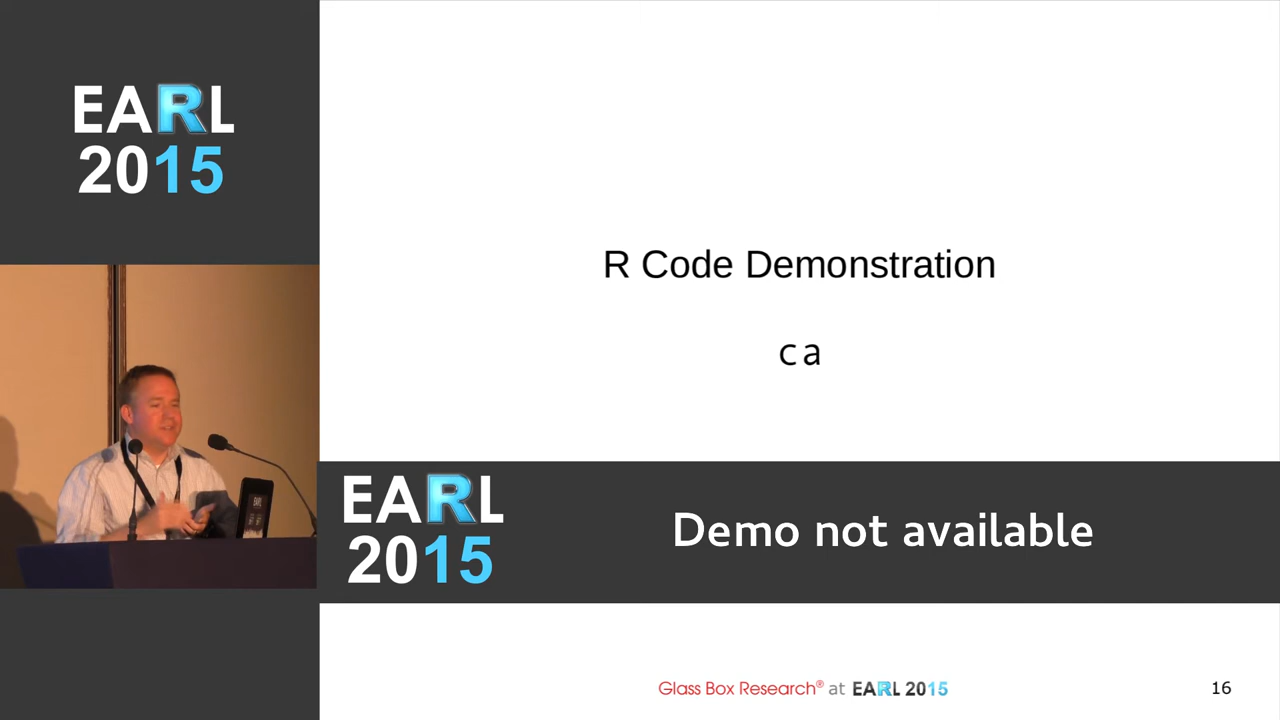 EARL
2015
R Code Demonstration
ca
EARL
2015
Demo not available
Glass Box Research® at EARL 2015
16